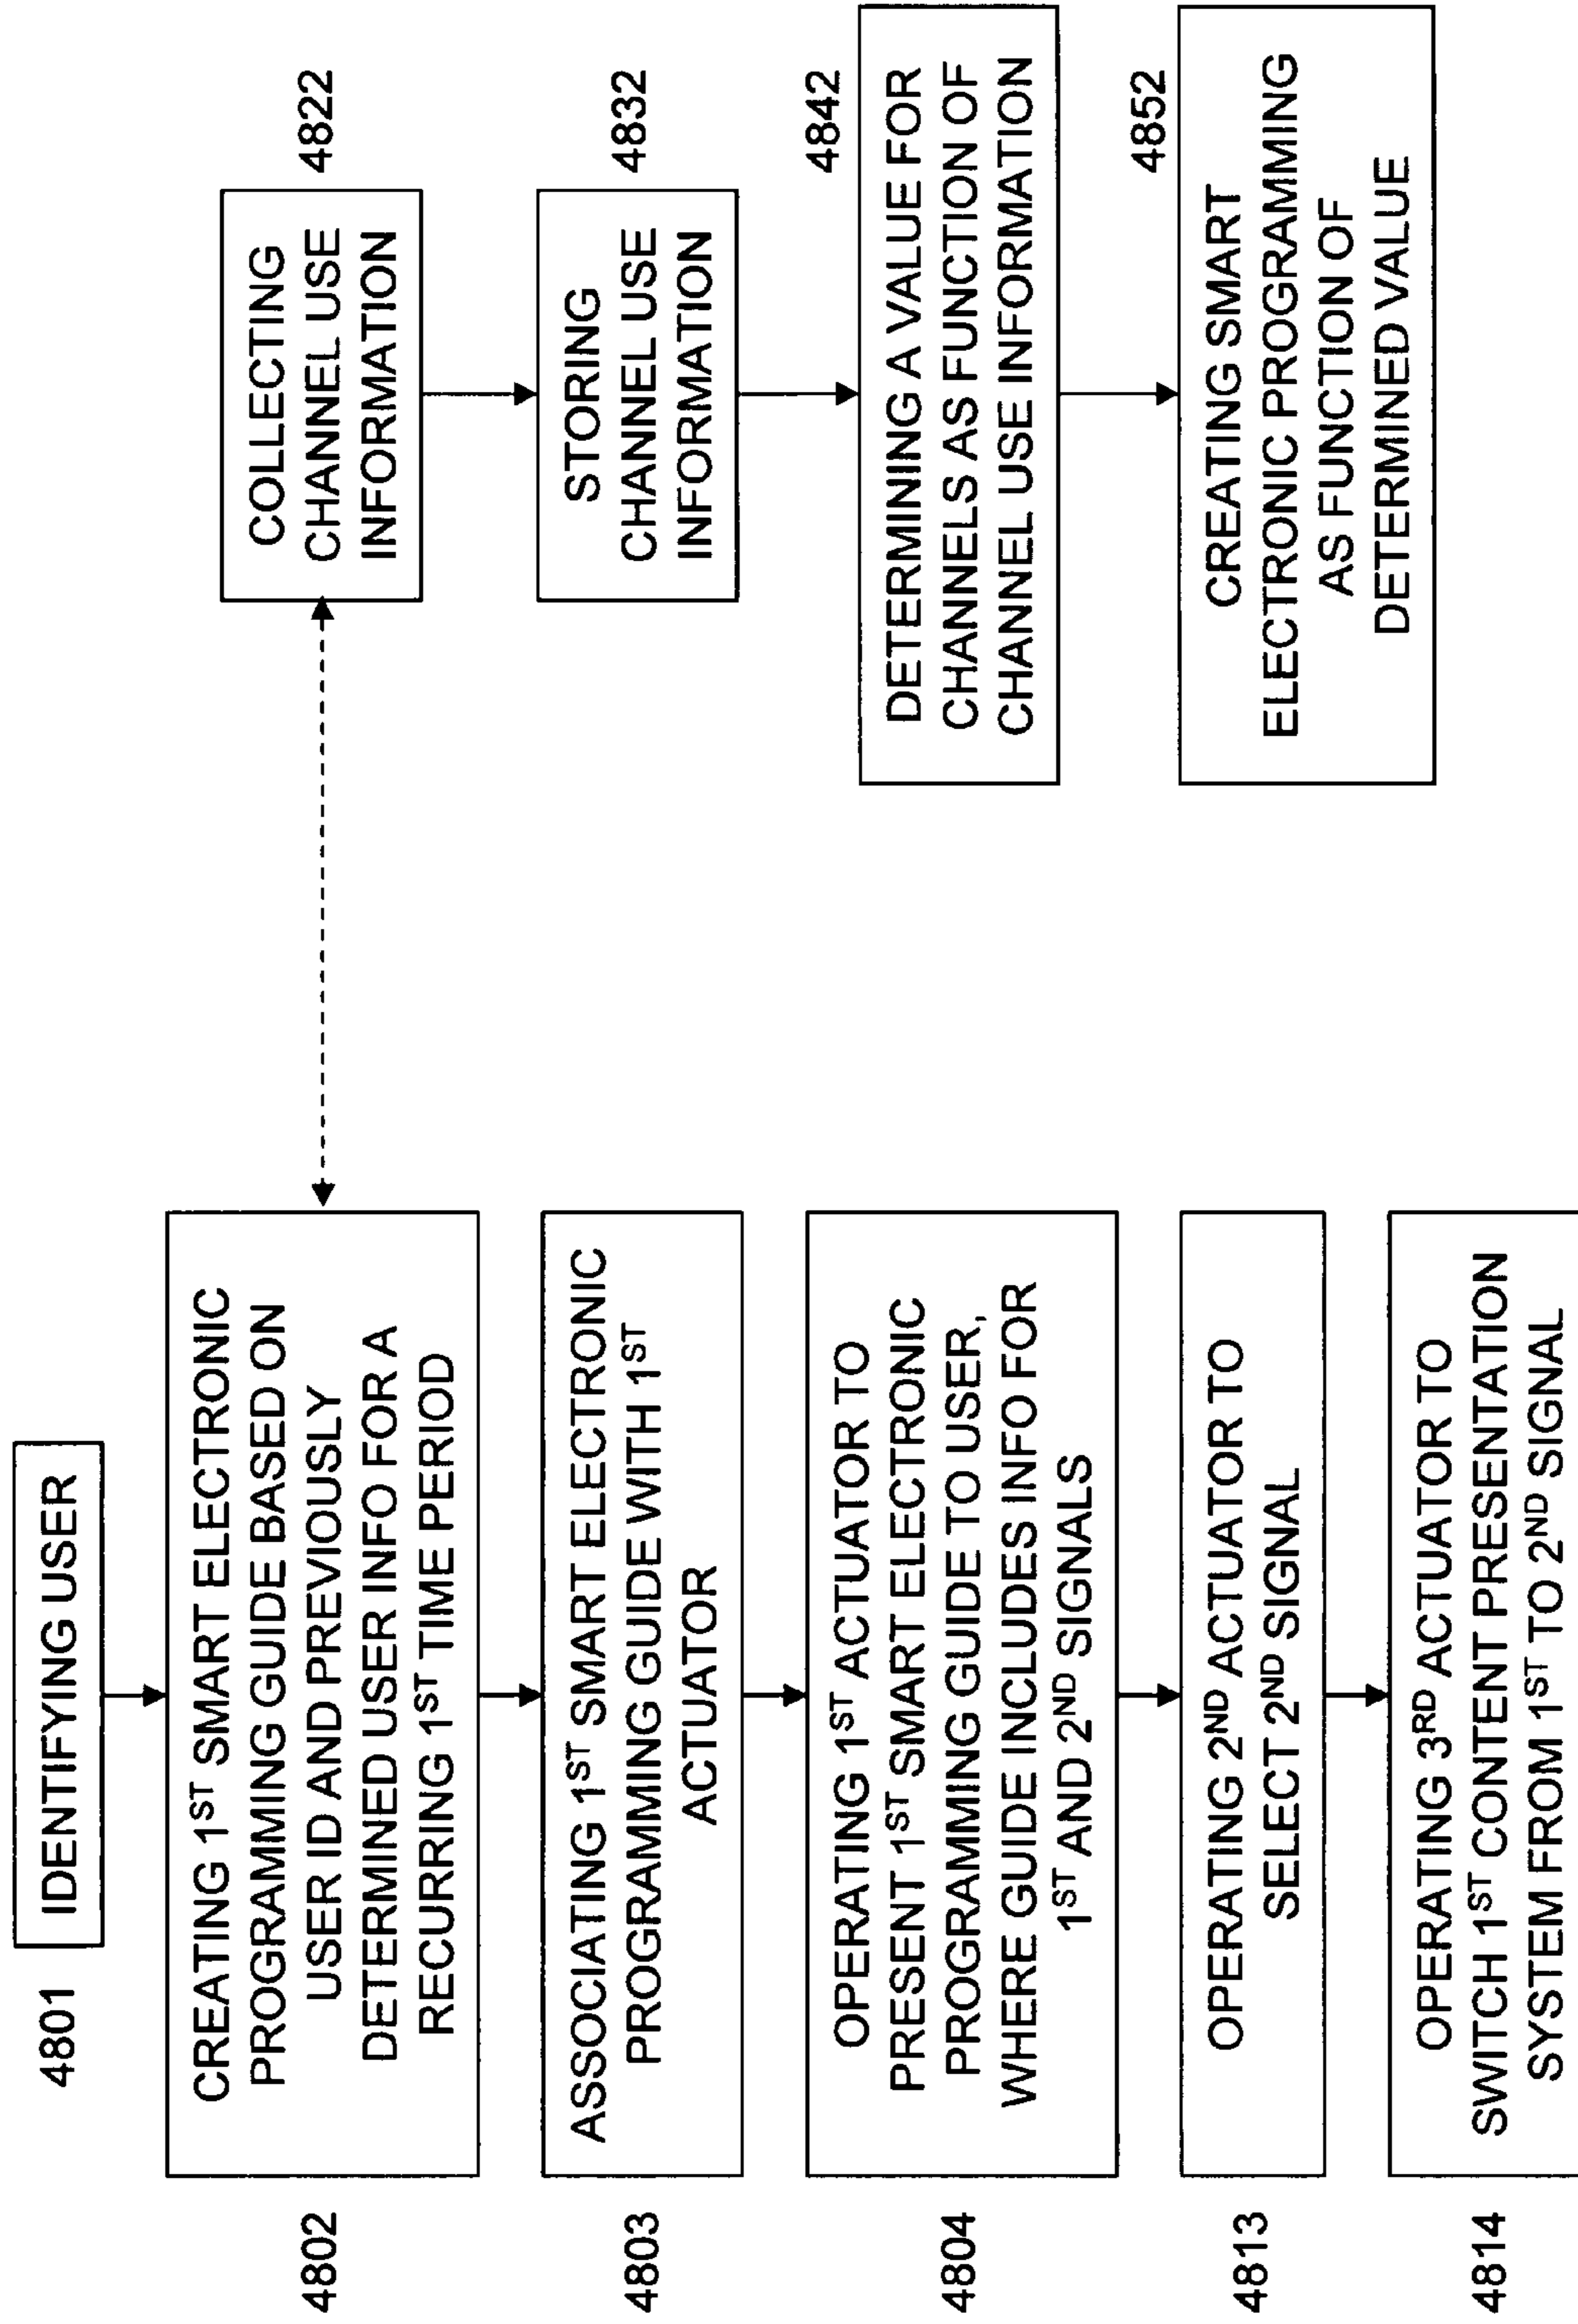 4801
IDENTIFYING USER
4802
CREATING 1ST SMART ELECTRONIC
PROGRAMMING GUIDE BASED ON
USER ID AND PREVIOUSLY
DETERMINED USER INFO FOR A
RECURRING 1ST TIME PERIOD
4803
ASSOCIATING 1ST SMART ELECTRONIC
PROGRAMMING GUIDE WITH 1ST
ACTUATOR
4804
OPERATING 1ST ACTUATOR TO
PRESENT 1ST SMART ELECTRONIC
PROGRAMMING GUIDE TO USER,
WHERE GUIDE INCLUDES INFO FOR
1ST AND 2ND SIGNALS
4813
OPERATING 2ND ACTUATOR TO
SELECT 2ND SIGNAL
4814
OPERATING 3RD ACTUATOR TO
SWITCH 1ST CONTENT PRESENTATION
SYSTEM FROM 1ST TO 2ND SIGNAL
4822
COLLECTING
CHANNEL USE
INFORMATION
4832
STORING
CHANNEL USE
INFORMATION
4842
DETERMINING A VALUE FOR
CHANNELS AS FUNCTION OF
CHANNEL USE INFORMATION
4852
CREATING SMART
ELECTRONIC PROGRAMMING
AS FUNCTION OF
DETERMINED VALUE